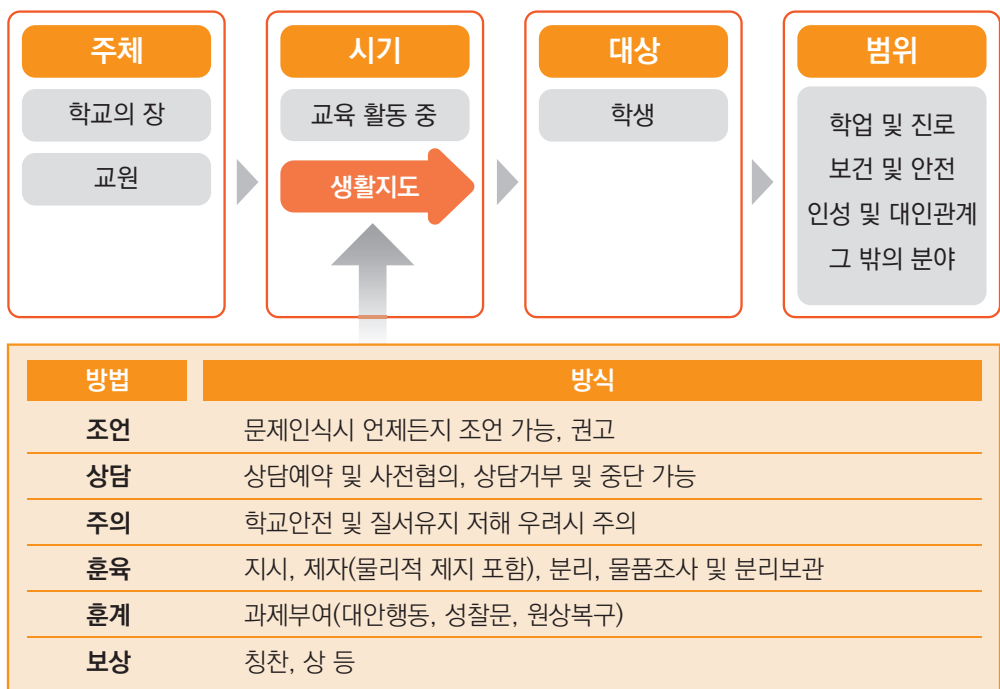 주체
학교의 장
교원
시기
교육 활동 중
생활지도
대상
학생
범위
학업 및 진로
보건 및 안전
인성 및 대인관계
그 밖의 분야
방법 방식
조언 문제인식시 언제든지 조언 가능, 권고
상담 상담예약 및 사전협의, 상담거부 및 중단 가능
주의 학교안전 및 질서유지 저해 우려시 주의
훈육 지시, 제자(물리적 제지 포함), 분리, 물품조사 및 분리보관
훈계 과제부여(대안행동, 성찰문, 원상복구)
보상 칭찬, 상 등